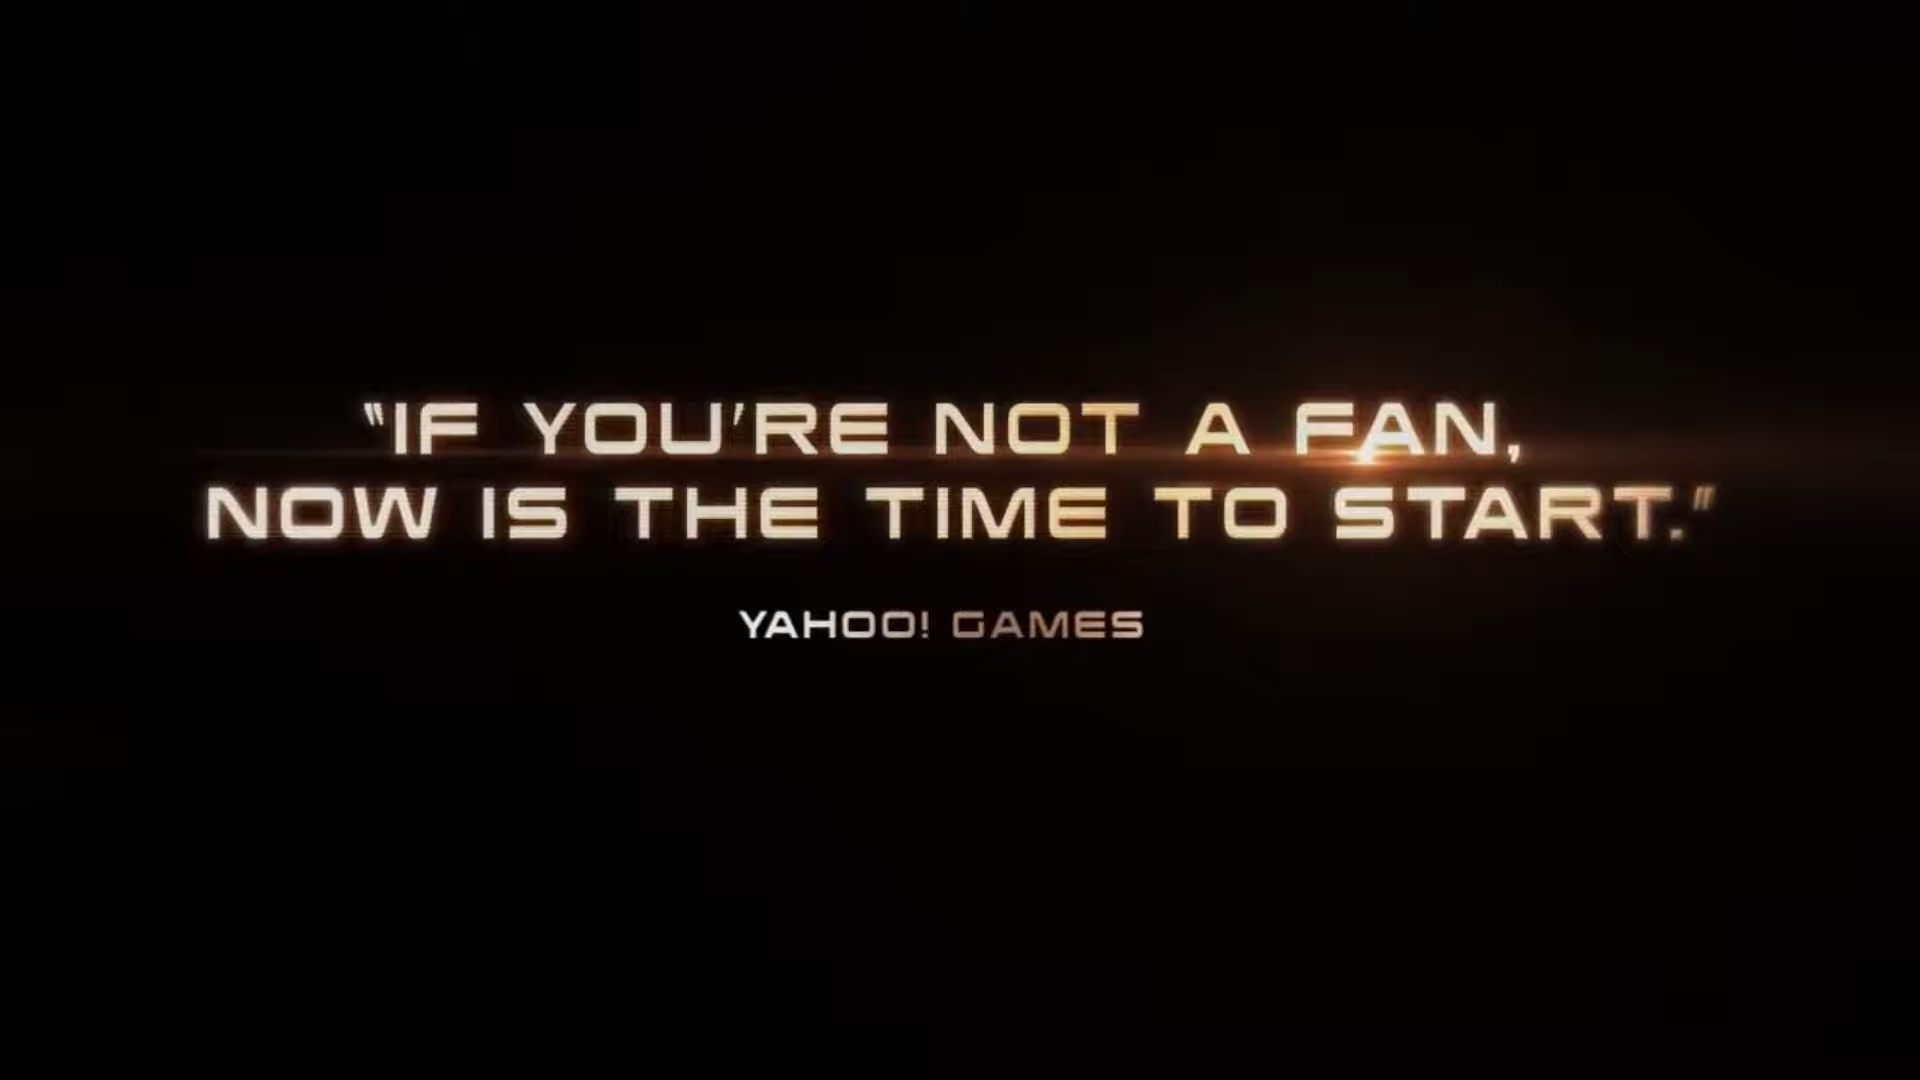 "IF YOU'RE NOT A FAN,
NOW IS THE TIME TO START."
YAHOO! GAMES